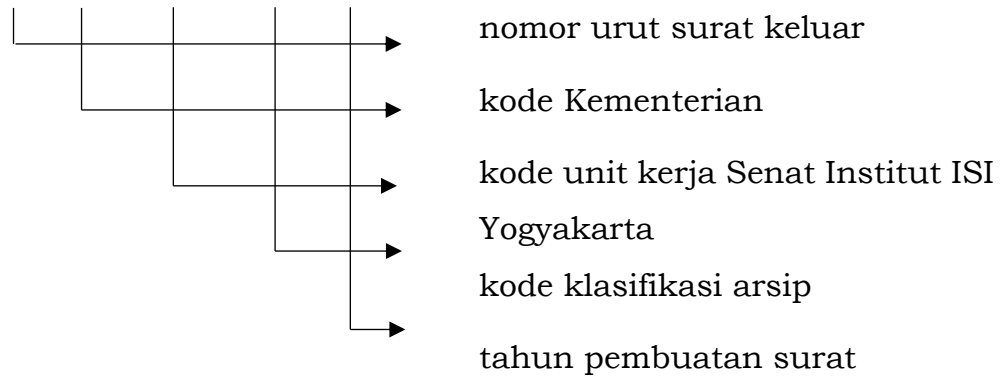 nomor urut surat keluar
kode Kementerian
kode unit kerja Senat Institut ISI
Yogyakarta
kode klasifikasi arsip
tahun pembuatan surat